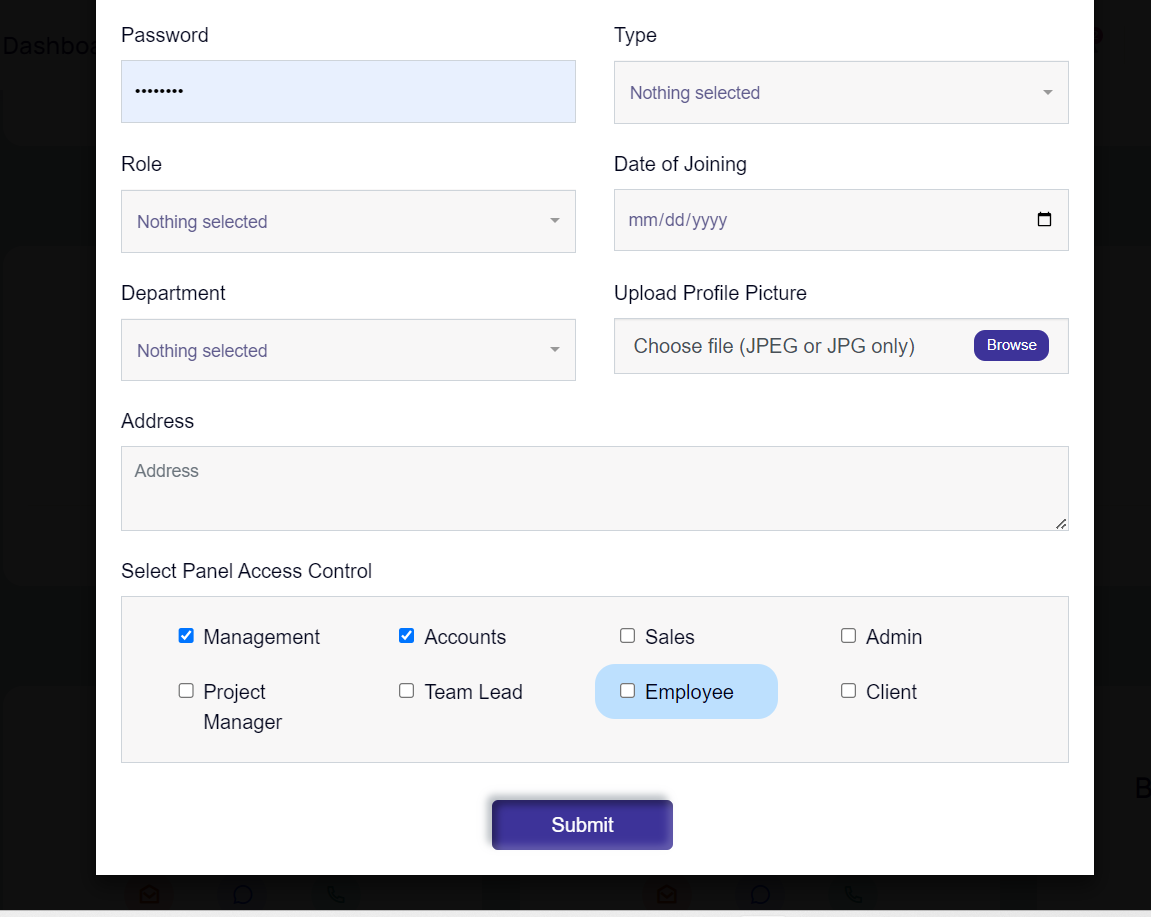 Dashboa
Password
Type
••••••••
Nothing selected
Role
Date of Joining
Nothing selected
mm/dd/yyyy
Department
Upload Profile Picture
Nothing selected
Choose file (JPEG or JPG only)
Browse
Address
Address
Select Panel Access Control
Management
Accounts
Sales
Admin
Project
Manager
Team Lead
Employee
Client
B
Submit